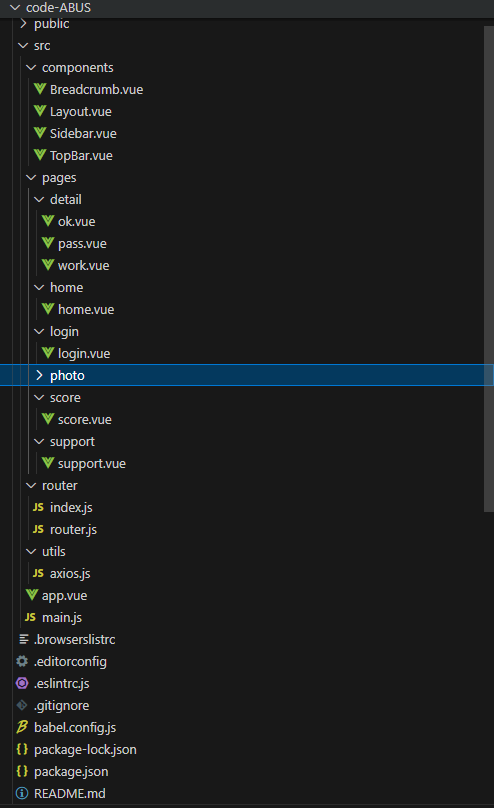 code-ABUS
public
src
components
Breadcrumb.vue
Layout.vue
Sidebar.vue
TopBar.vue
pages
detail
ok.vue
pass.vue
work.vue
home
home.vue
login
login.vue
photo
score
score.vue
support
support.vue
router
JS index.js
JS router.js
utils
JS axios.js
app.vue
JS main.js
.browserslistrc
.editorconfig
.eslintrc.js
.gitignore
babel.config.js
package-lock.json
package.json
README.md